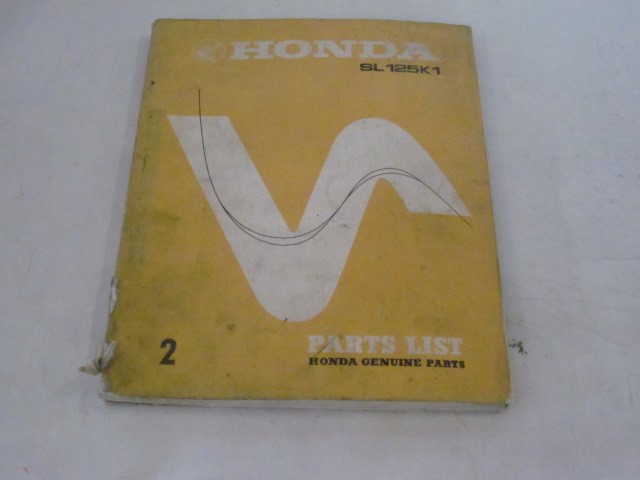 HONDA
SL125K1
2
PARTS LIST
HONDA GENUINE PARTS